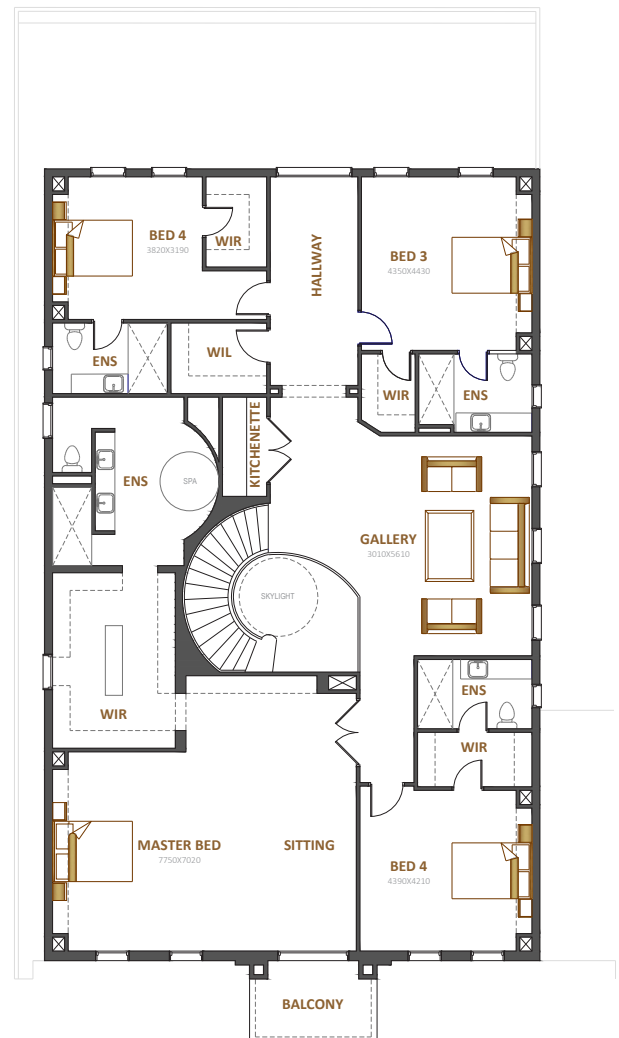 BED 4
3820X3190
WIR
HALLWAY
BED 3
4350X4430
ENS
WIL
WIR
ENS
KITCHENETTE
ENS
SPA
GALLERY
3010X5610
SKYLIGHT
ENS
WIR
WIR
MASTER BED
7750X7020
SITTING
BED 4
4390X4210
BALCONY